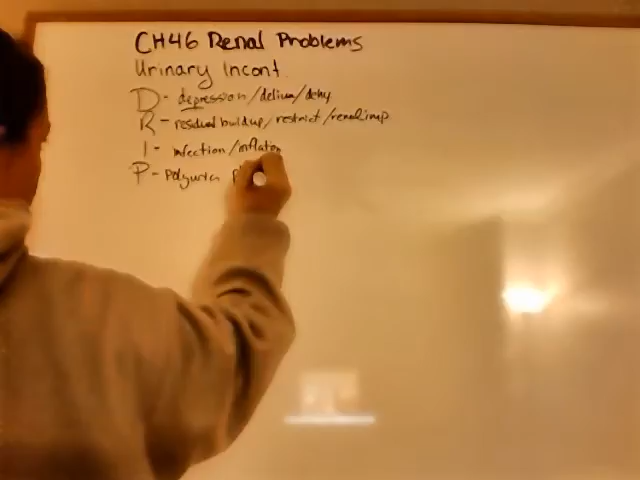 CH46 Renal Problems
Urinary Incont.
D - depression/delirium/dehy
R - residual buildup/restrict/renal imp
I - infection/inflation
P - Polyuria P